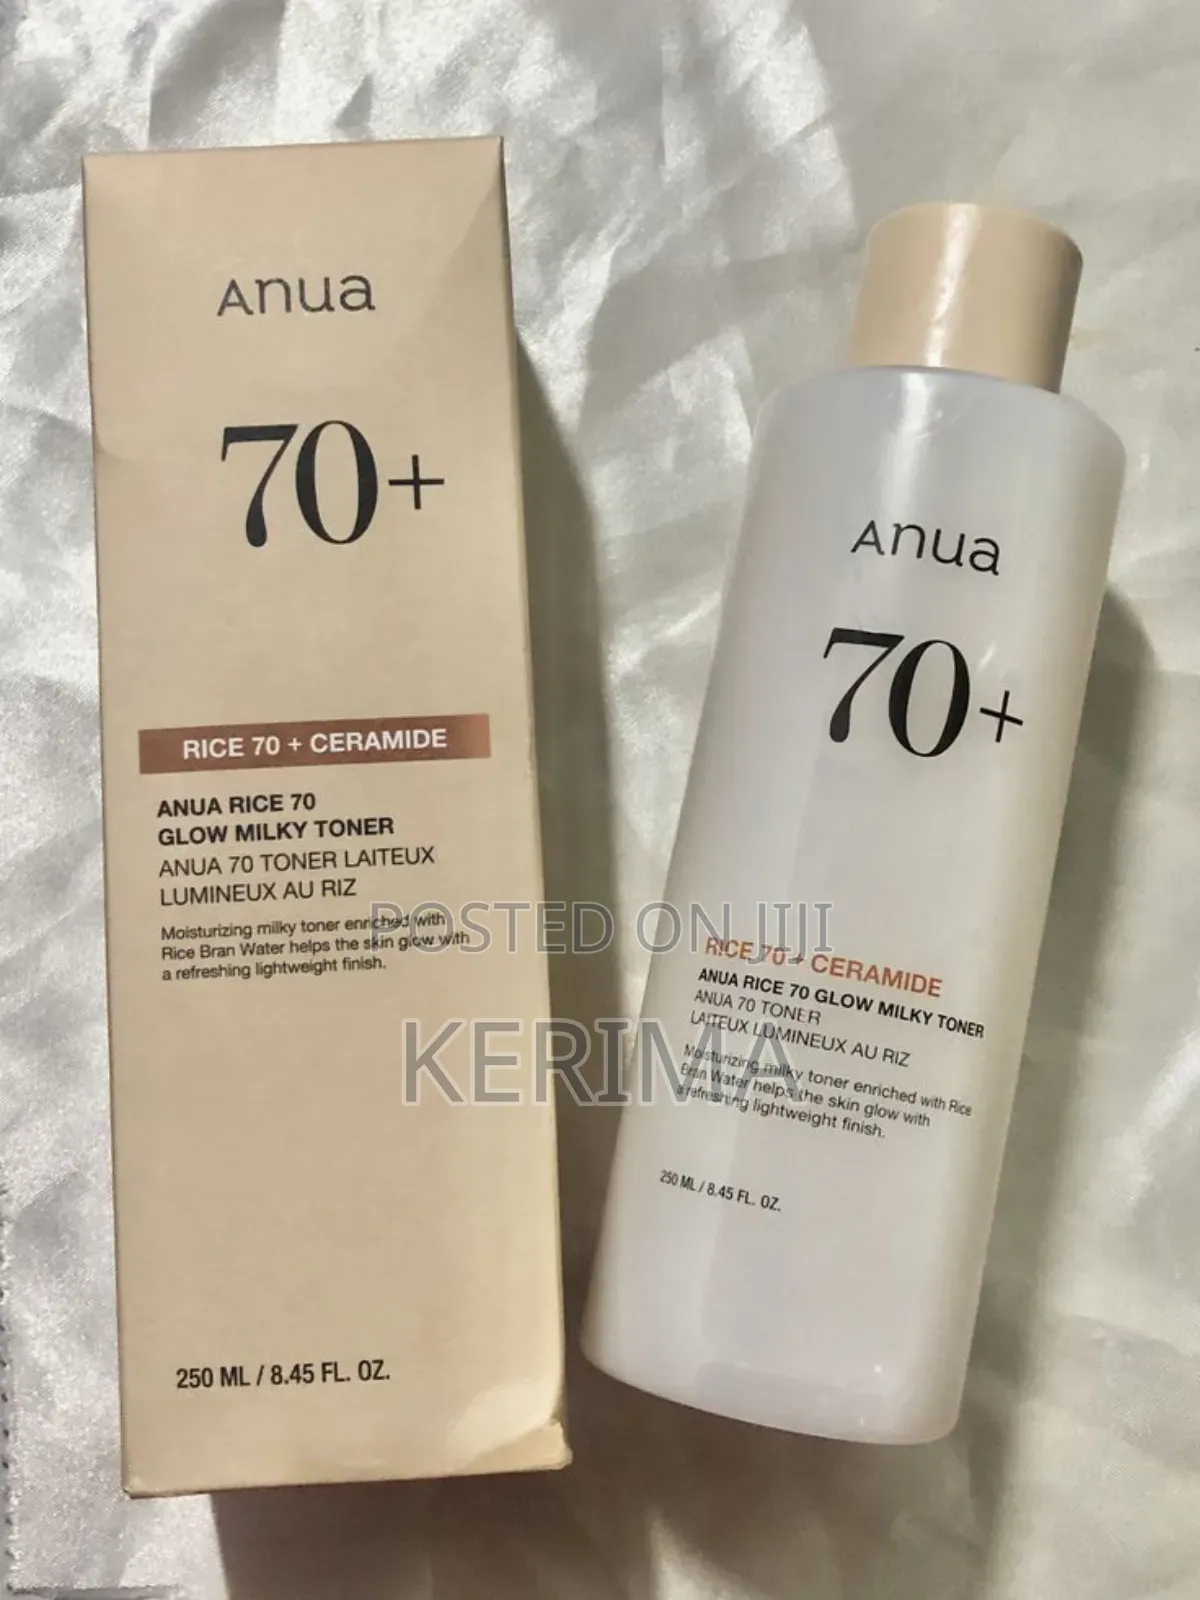 Anua
70+
RICE 70 + CERAMIDE
ANUA RICE 70
GLOW MILKY TONER
ANUA 70 TONER LAITEUX
LUMINEUX AU RIZ
Moisturizing milky toner enriched with
Rice Bran Water helps the skin glow with
a refreshing lightweight finish.
250 ML / 8.45 FL. OZ.
Anua
70+
RICE 70 + CERAMIDE
ANUA RICE 70 GLOW MILKY TONER
ANUA 70 TONER
LAITEUX LUMINEUX AU RIZ
Moisturizing milky toner enriched with Rice
Bran Water helps the skin glow with
a refreshing lightweight finish.
250 ML / 8.45 FL. OZ.
POSTED ON JIJI
KERIMA